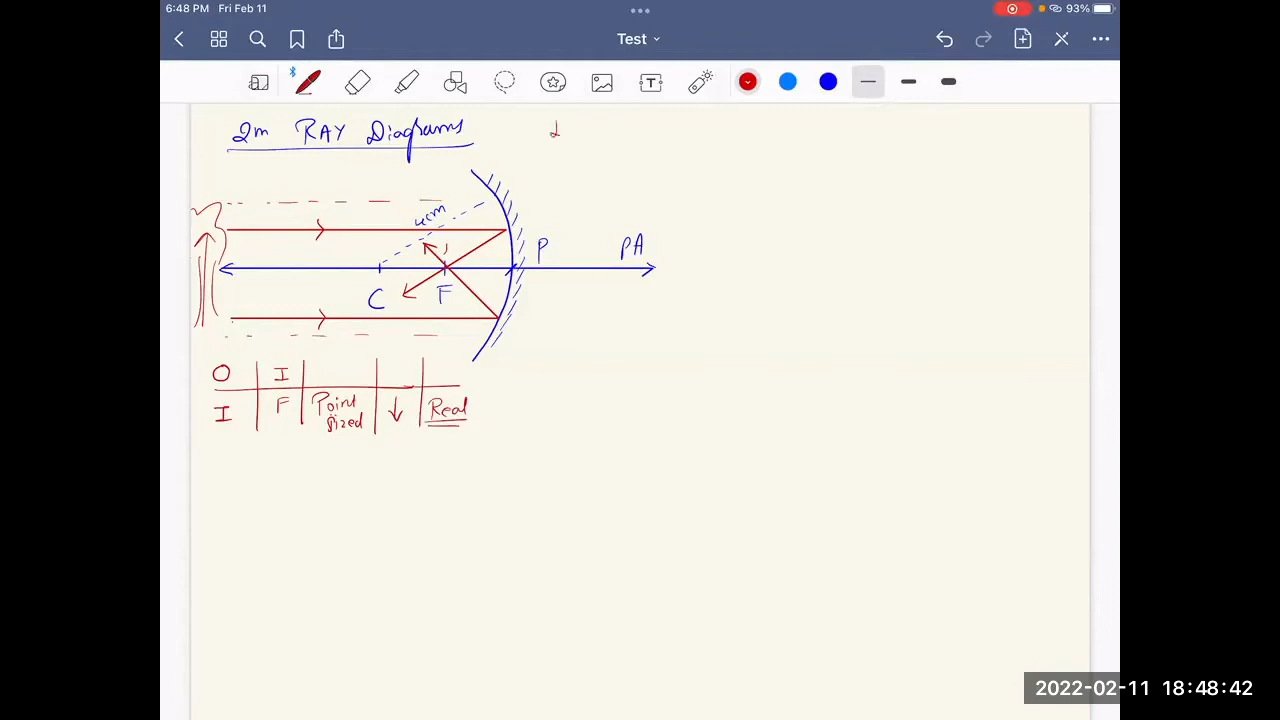 6:48 PM Fri Feb 11
93%
Test
T
2m RAY Diagrams
4cm
P
PA
C
F
O I
I F Point sized ↓ Real
2022-02-11 18:48:42